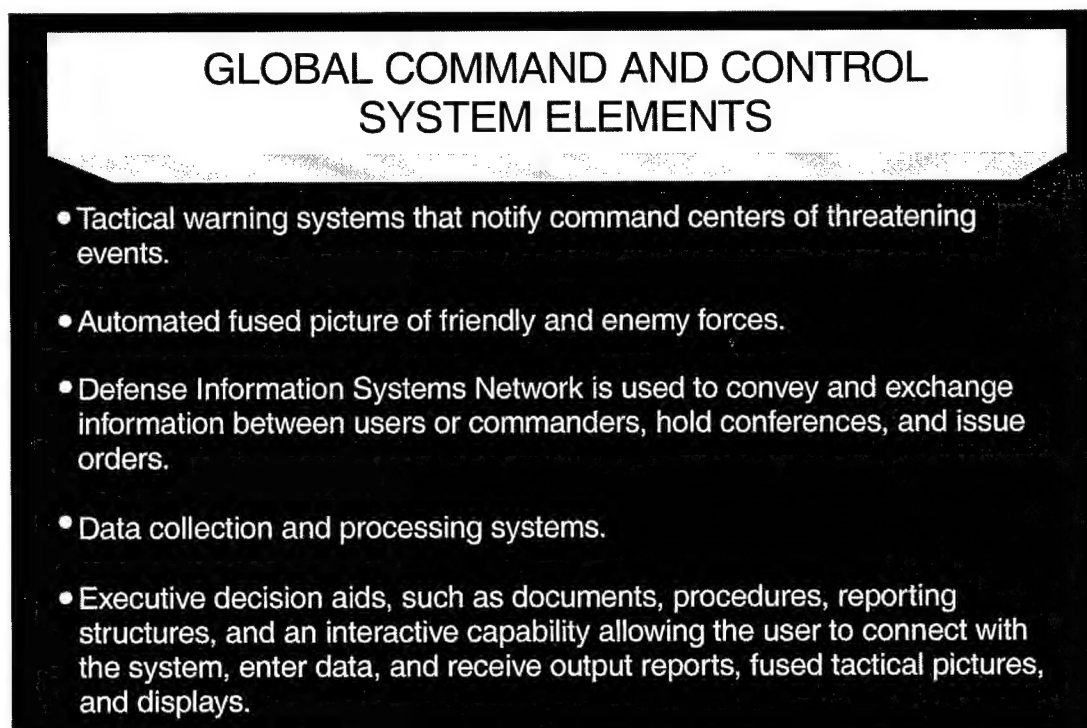 GLOBAL COMMAND AND CONTROL
SYSTEM ELEMENTS
• Tactical warning systems that notify command centers of threatening
events.
• Automated fused picture of friendly and enemy forces.
• Defense Information Systems Network is used to convey and exchange
information between users or commanders, hold conferences, and issue
orders.
• Data collection and processing systems.
• Executive decision aids, such as documents, procedures, reporting
structures, and an interactive capability allowing the user to connect with
the system, enter data, and receive output reports, fused tactical pictures,
and displays.